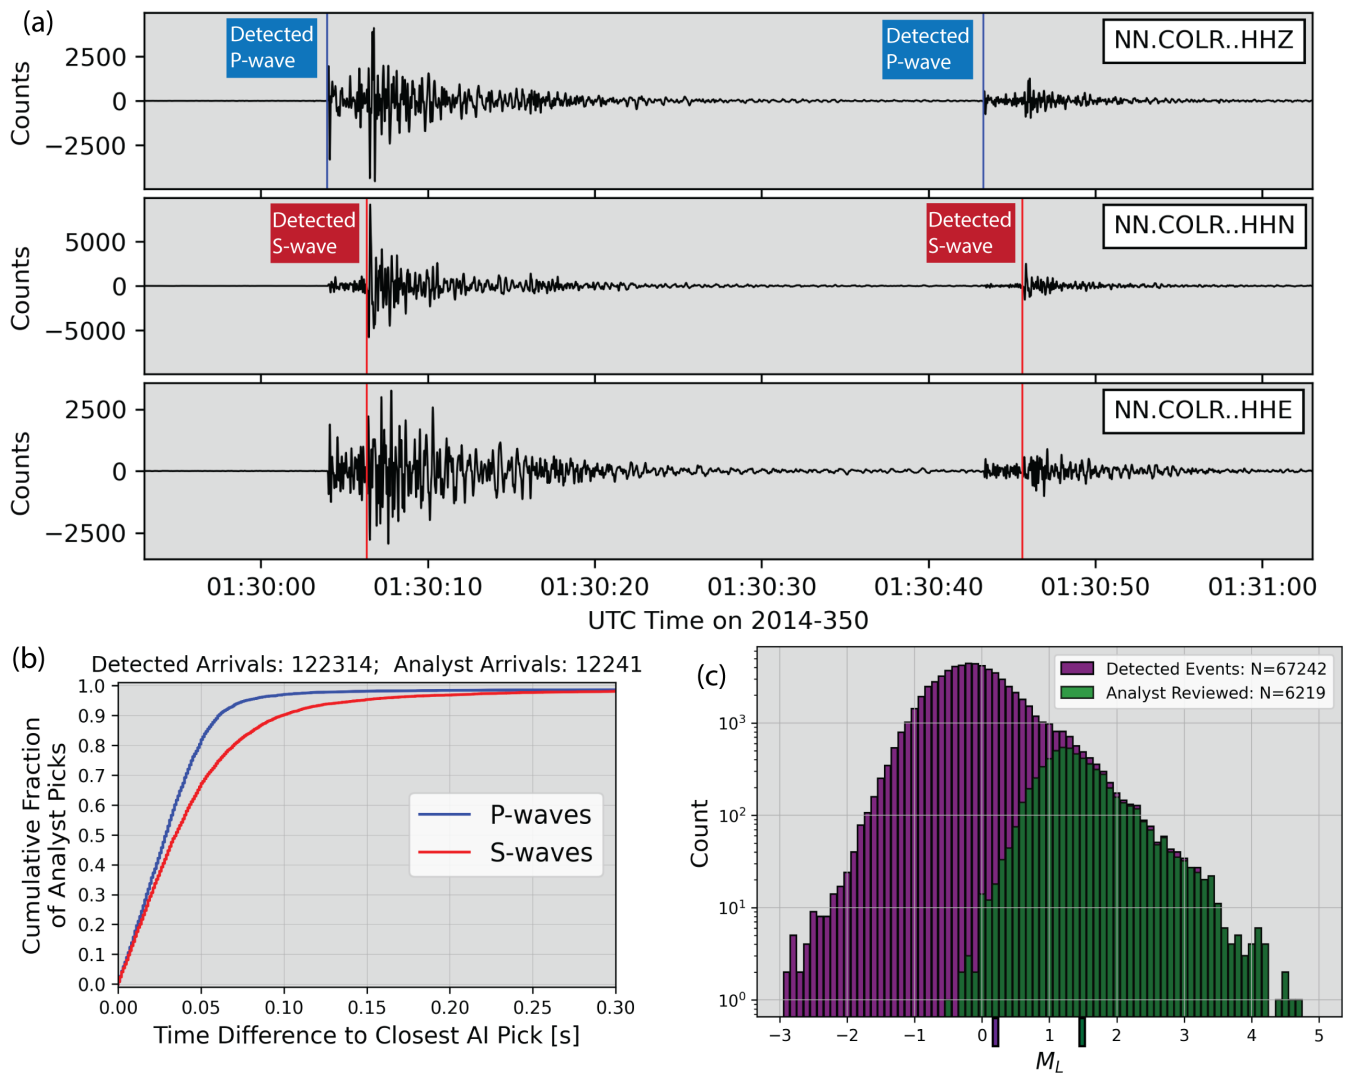 (a)
Detected
P-wave
Detected
P-wave
NN.COLR..HHZ
Counts
2500
0
−2500
Detected
S-wave
Detected
S-wave
NN.COLR..HHN
Counts
5000
0
−5000
NN.COLR..HHE
Counts
2500
0
−2500
01:30:00 01:30:10 01:30:20 01:30:30 01:30:40 01:30:50 01:31:00
UTC Time on 2014-350
(b)
Detected Arrivals: 122314; Analyst Arrivals: 12241
Cumulative Fraction
of Analyst Picks
1.0
0.9
0.8
0.7
0.6
0.5
0.4
0.3
0.2
0.1
0.0
P-waves
S-waves
0.00 0.05 0.10 0.15 0.20 0.25 0.30
Time Difference to Closest AI Pick [s]
(c)
Detected Events: N=67242
Analyst Reviewed: N=6219
Count
10³
10²
10¹
10⁰
−3 −2 −1 0 1 2 3 4 5
M_L